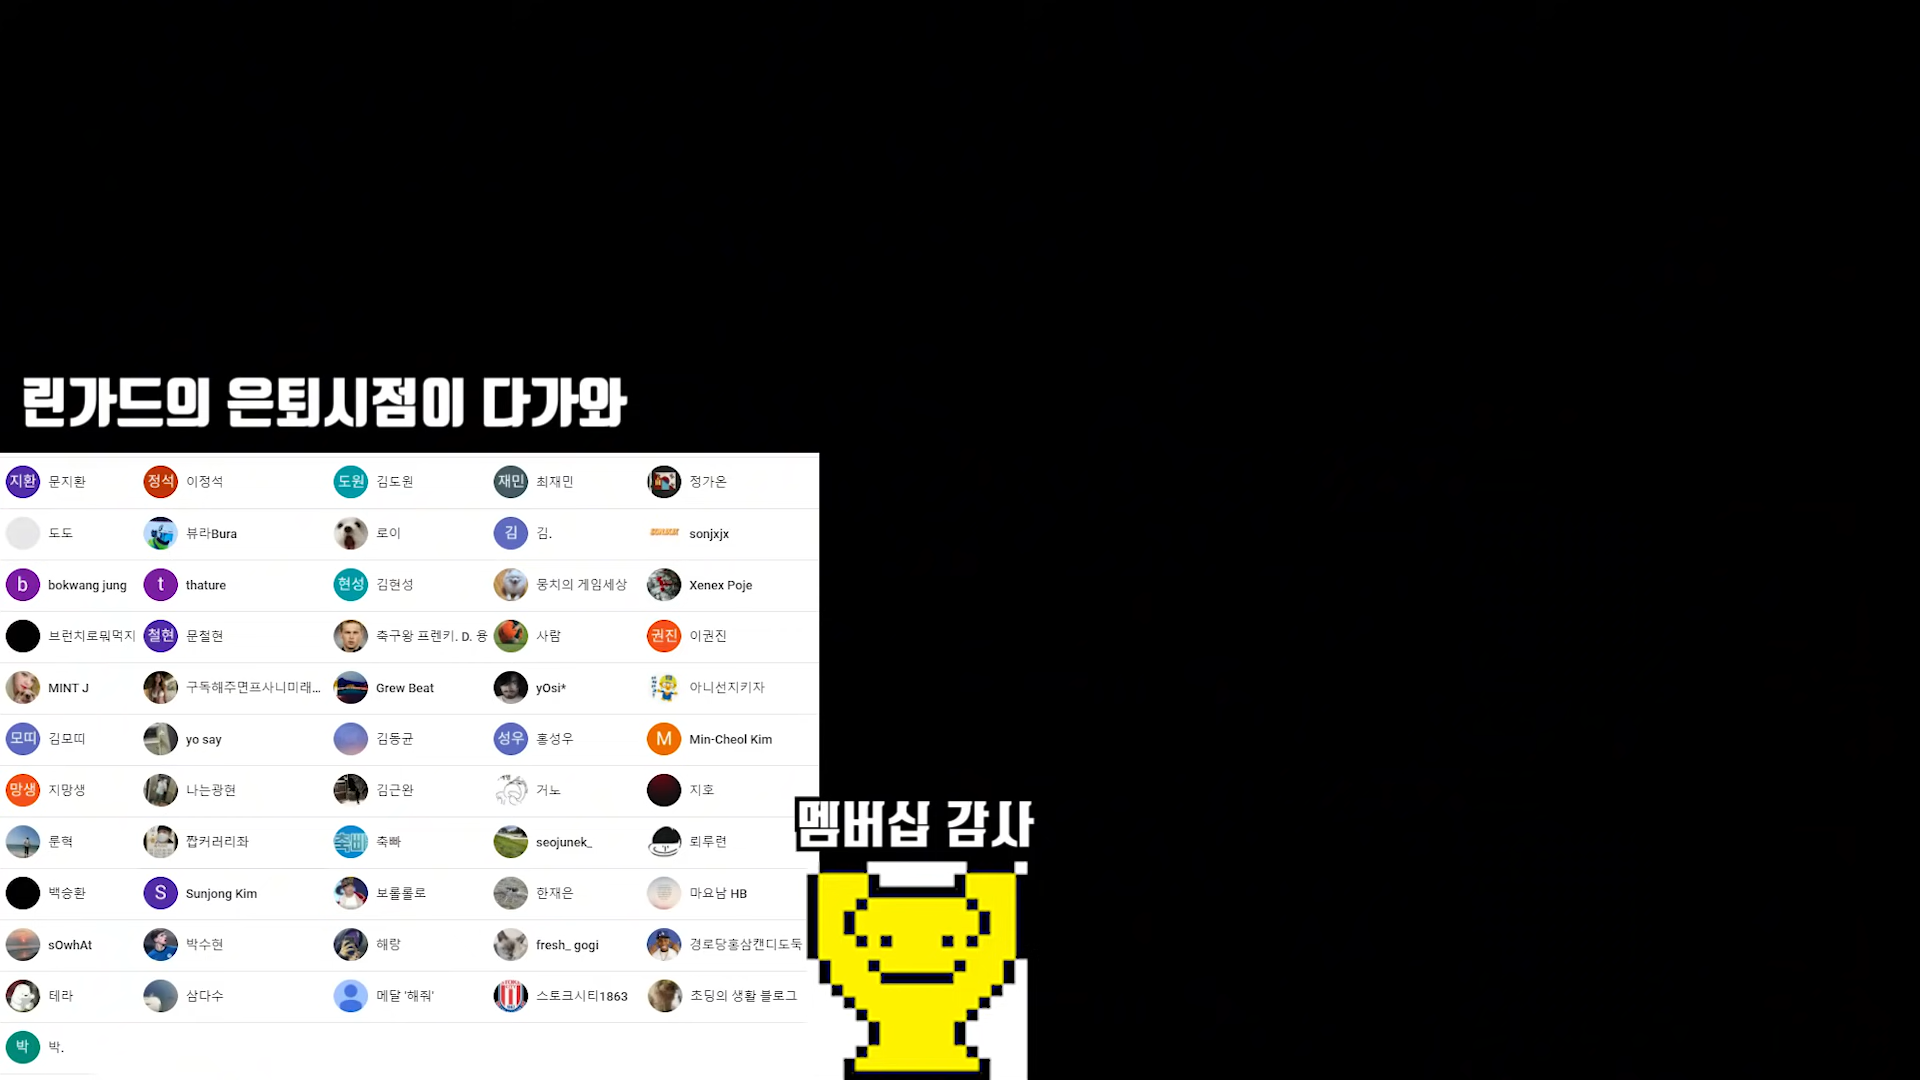 린가드의 은퇴시점이 다가와
지환 문지환 정석 이정석 도원 김도원 재민 최재민 정가온
도도 뷰라Bura 로이 김 김. sonjxjx
b bokwang jung t thature 현성 김현성 뭉치의 게임세상 Xenex Poje
브런치로뭐먹지 철현 문철현 축구왕 프렌키. D. 용 사람 권진 이권진
MINT J 구독해주면프사니미래... Grew Beat yOsi* 아니선지키자
모띠 김모띠 yo say 김동균 성우 홍성우 M Min-Cheol Kim
망생 지망생 나는광현 김근완 거노 지호
룬혁 짭커러리좌 축빠 축빠 seojunek_ 뢰루런
백승환 S Sunjong Kim 보롤롤로 한재은 마요남 HB
sOwhAt 박수현 해랑 fresh_ gogi 경로당홍삼캔디도둑
테라 삼다수 메달 '해줘' 스토크시티1863 초딩의 생활 블로그
박 박.
멤버십 감사